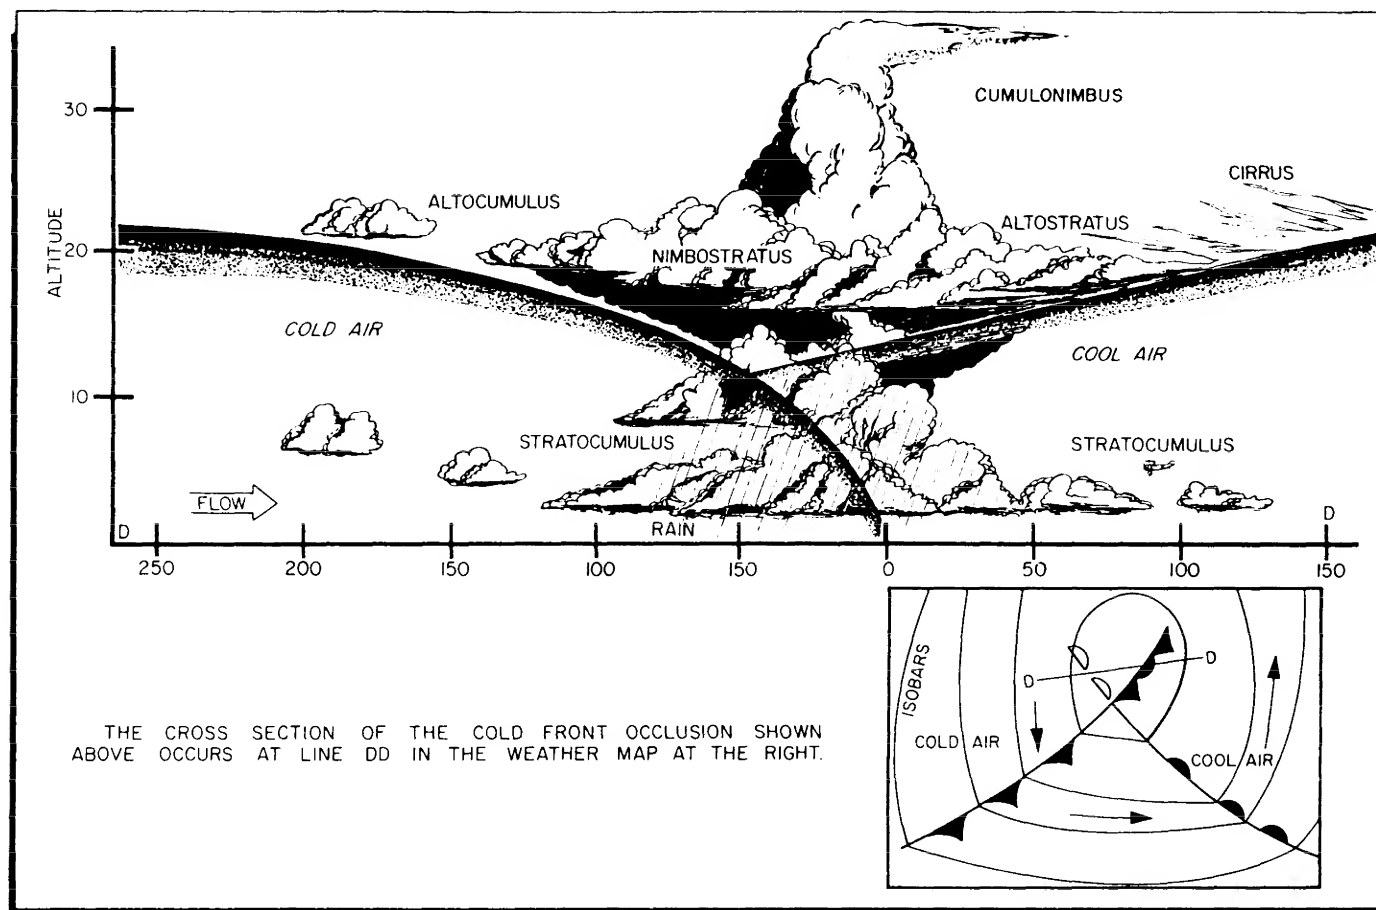 CUMULONIMBUS
30
CIRRUS
ALTOCUMULUS
ALTOSTRATUS
ALTITUDE
20
NIMBOSTRATUS
COLD AIR
COOL AIR
10
STRATOCUMULUS
STRATOCUMULUS
FLOW
D
RAIN
D
250
200
150
100
150
0
50
100
150
ISOBARS
D
D
COLD AIR
COOL AIR
THE CROSS SECTION OF THE COLD FRONT OCCLUSION SHOWN
ABOVE OCCURS AT LINE DD IN THE WEATHER MAP AT THE RIGHT.